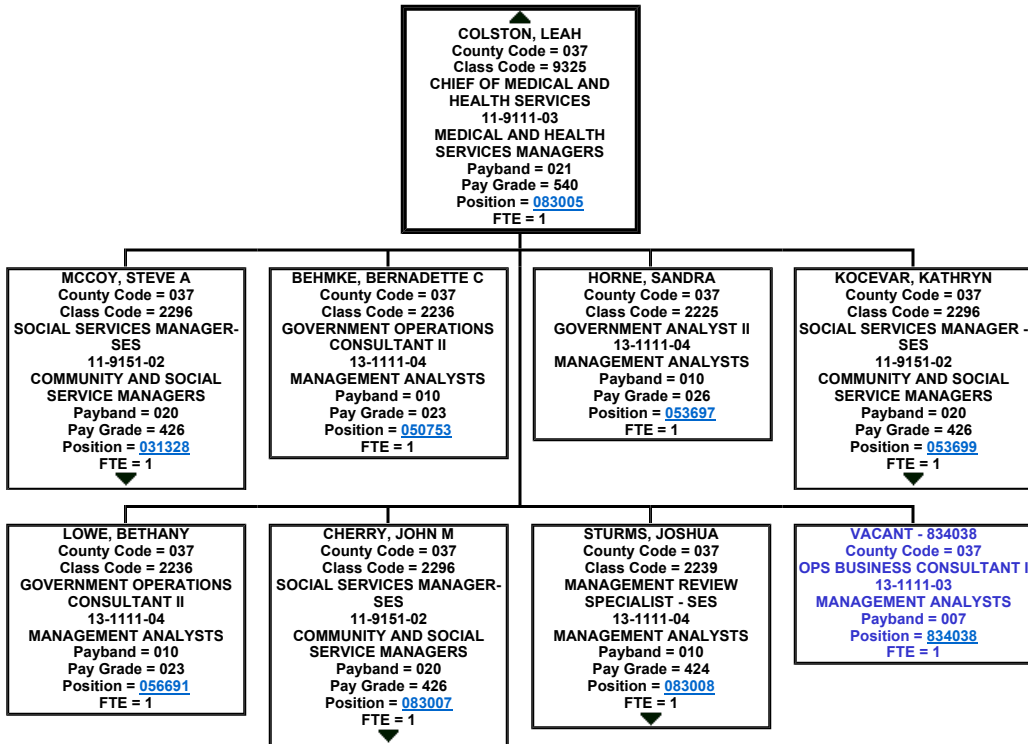 COLSTON, LEAH
County Code = 037
Class Code = 9325
CHIEF OF MEDICAL AND
HEALTH SERVICES
11-9111-03
MEDICAL AND HEALTH
SERVICES MANAGERS
Payband = 021
Pay Grade = 540
Position = 083005
FTE = 1
MCCOY, STEVE A
County Code = 037
Class Code = 2296
SOCIAL SERVICES MANAGER-
SES
11-9151-02
COMMUNITY AND SOCIAL
SERVICE MANAGERS
Payband = 020
Pay Grade = 426
Position = 031328
FTE = 1
BEHMKE, BERNADETTE C
County Code = 037
Class Code = 2236
GOVERNMENT OPERATIONS
CONSULTANT II
13-1111-04
MANAGEMENT ANALYSTS
Payband = 010
Pay Grade = 023
Position = 050753
FTE = 1
HORNE, SANDRA
County Code = 037
Class Code = 2225
GOVERNMENT ANALYST II
13-1111-04
MANAGEMENT ANALYSTS
Payband = 010
Pay Grade = 026
Position = 053697
FTE = 1
KOCEVAR, KATHRYN
County Code = 037
Class Code = 2296
SOCIAL SERVICES MANAGER -
SES
11-9151-02
COMMUNITY AND SOCIAL
SERVICE MANAGERS
Payband = 020
Pay Grade = 426
Position = 053699
FTE = 1
LOWE, BETHANY
County Code = 037
Class Code = 2236
GOVERNMENT OPERATIONS
CONSULTANT II
13-1111-04
MANAGEMENT ANALYSTS
Payband = 010
Pay Grade = 023
Position = 056691
FTE = 1
CHERRY, JOHN M
County Code = 037
Class Code = 2296
SOCIAL SERVICES MANAGER-
SES
11-9151-02
COMMUNITY AND SOCIAL
SERVICE MANAGERS
Payband = 020
Pay Grade = 426
Position = 083007
FTE = 1
STURMS, JOSHUA
County Code = 037
Class Code = 2239
MANAGEMENT REVIEW
SPECIALIST - SES
13-1111-04
MANAGEMENT ANALYSTS
Payband = 010
Pay Grade = 424
Position = 083008
FTE = 1
VACANT - 834038
County Code = 037
OPS BUSINESS CONSULTANT I
13-1111-03
MANAGEMENT ANALYSTS
Payband = 007
Position = 834038
FTE = 1